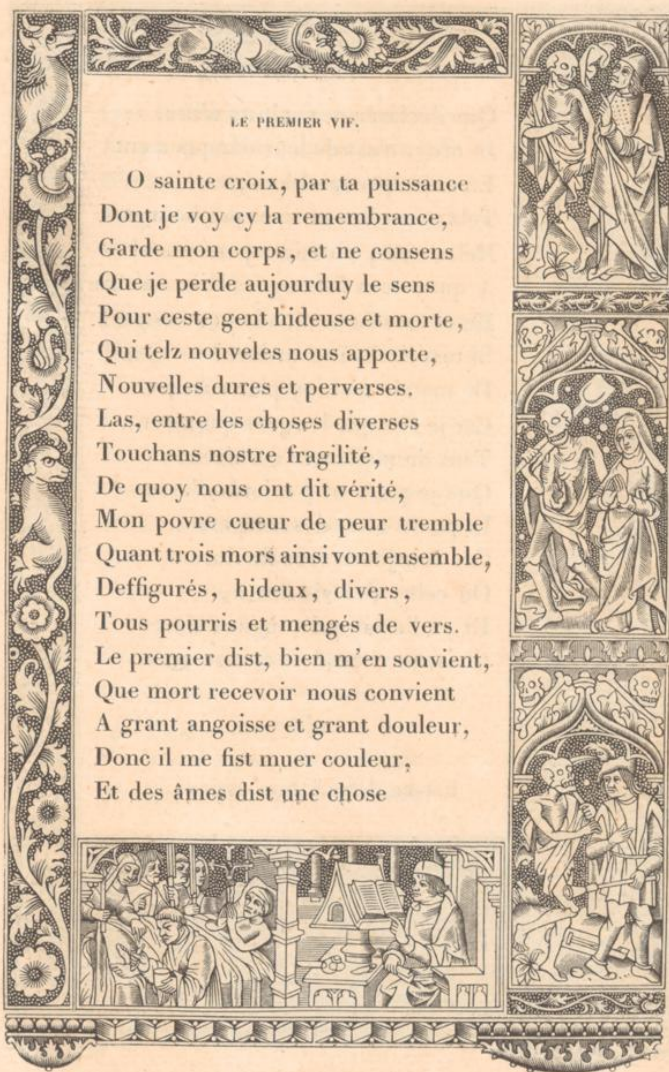 LE PREMIER VIF.
O sainte croix, par ta puissance
Dont je voy cy la remembrance,
Garde mon corps, et ne consens
Que je perde aujourduy le sens
Pour ceste gent hideuse et morte,
Qui telz nouveles nous apporte,
Nouvelles dures et perverses.
Las, entre les choses diverses
Touchans nostre fragilité,
De quoy nous ont dit vérité,
Mon povre cueur de peur tremble
Quant trois mors ainsi vont ensemble,
Deffigurés, hideux, divers,
Tous pourris et mengés de vers.
Le premier dist, bien m'en souvient,
Que mort recevoir nous convient
A grant angoisse et grant douleur,
Donc il me fist muer couleur,
Et des âmes dist une chose